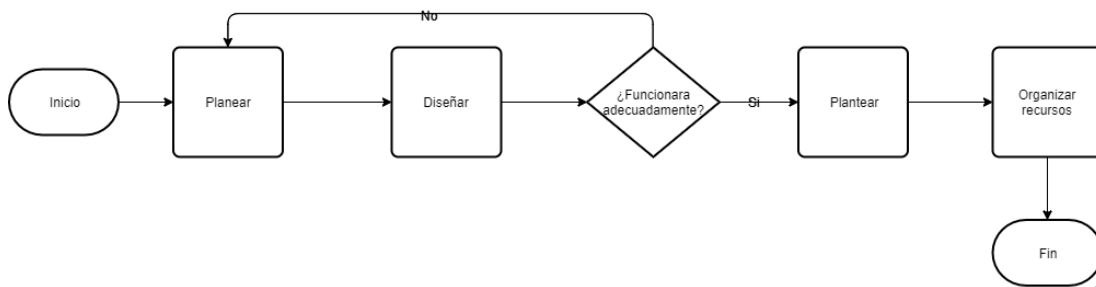 No
Inicio
Planear
Diseñar
¿Funcionara
adecuadamente?
Si
Plantear
Organizar
recursos
Fin